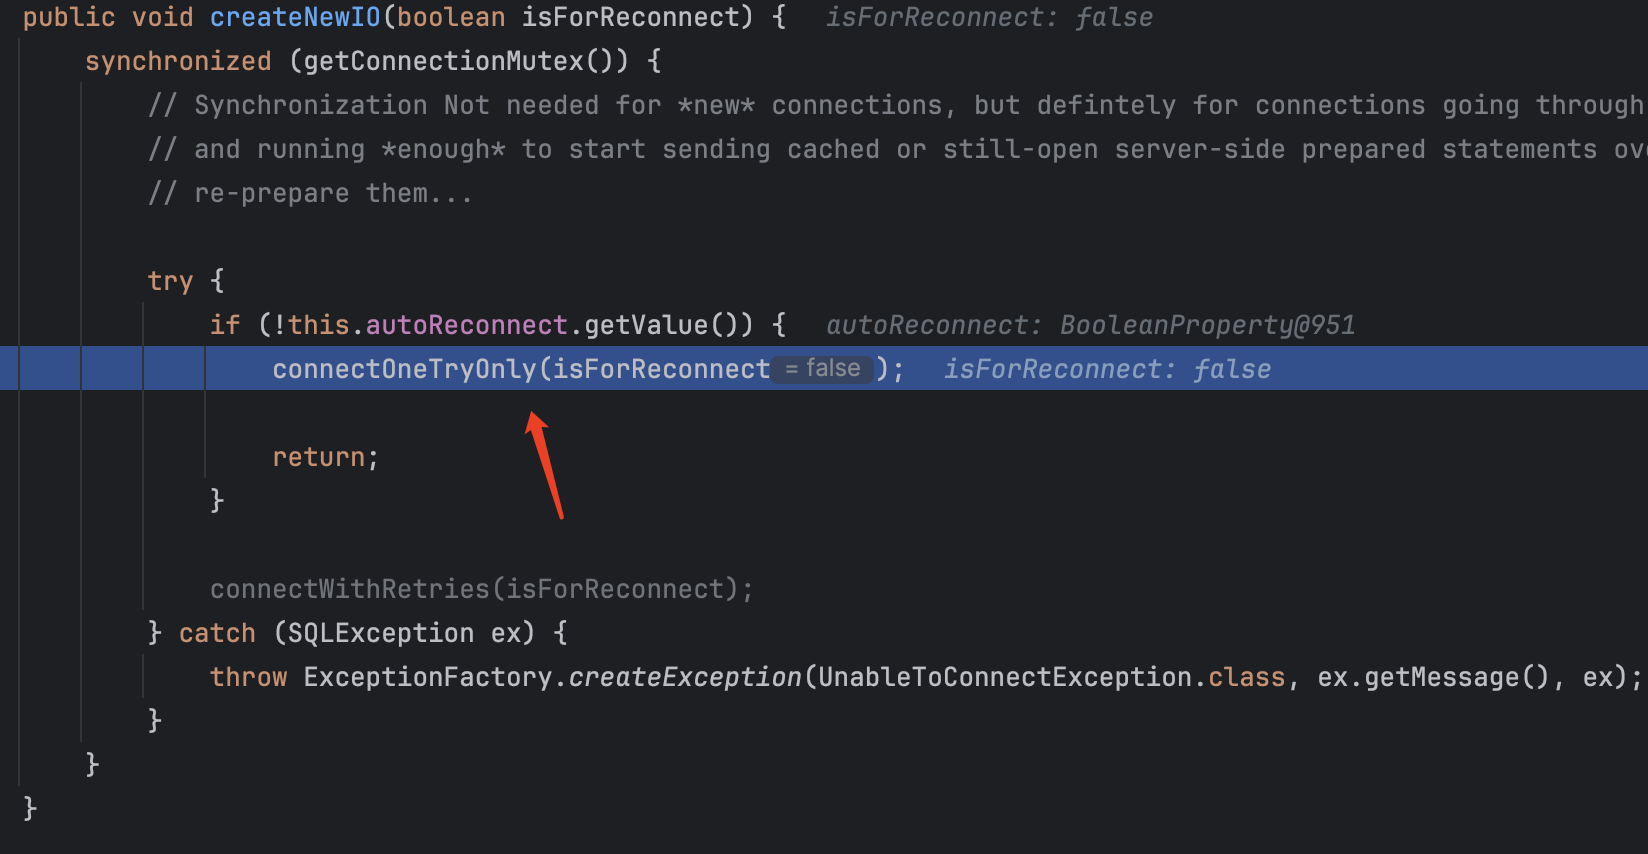 public void createNewIO(boolean isForReconnect) {   isForReconnect: false
synchronized (getConnectionMutex()) {
// Synchronization Not needed for *new* connections, but defintely for connections going through
// and running *enough* to start sending cached or still-open server-side prepared statements
// re-prepare them...
try {
if (!this.autoReconnect.getValue()) {   autoReconnect: BooleanProperty@951
connectOneTryOnly(isForReconnect = false );   isForReconnect: false
return;
}
connectWithRetries(isForReconnect);
} catch (SQLException ex) {
throw ExceptionFactory.createException(UnableToConnectException.class, ex.getMessage(), ex);
}
}
}